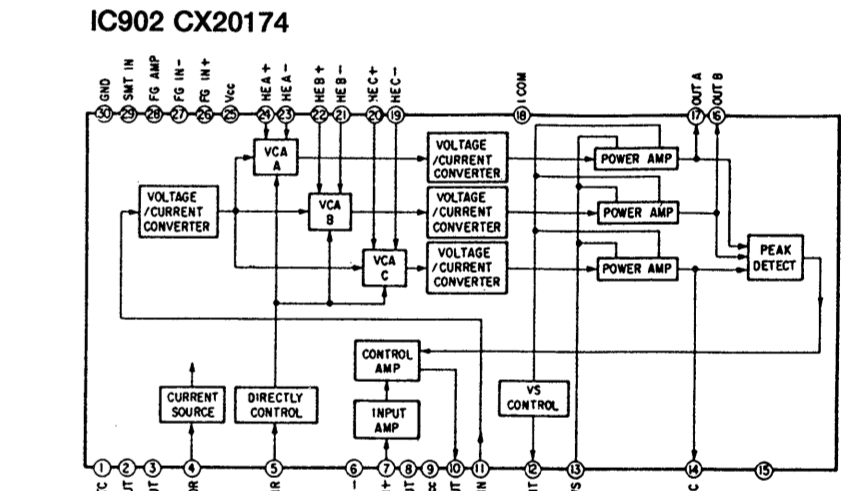 IC902 CX20174
GND
SMT IN
FG AMP
FG IN-
FG IN+
Vcc
HEA+
HEA-
HEB+
HEB-
HEC+
HEC-
I COM
OUT A
OUT B
30
29
28
27
26
25
24
23
22
21
20
19
18
17
16
VCA
A
VOLTAGE
/CURRENT
CONVERTER
POWER AMP
VOLTAGE
/CURRENT
CONVERTER
VCA
B
VOLTAGE
/CURRENT
CONVERTER
POWER AMP
VCA
C
VOLTAGE
/CURRENT
CONVERTER
POWER AMP
PEAK
DETECT
CONTROL
AMP
CURRENT
SOURCE
DIRECTLY
CONTROL
INPUT
AMP
VS
CONTROL
1
2
3
4
5
6
7
8
9
10
11
12
13
14
15